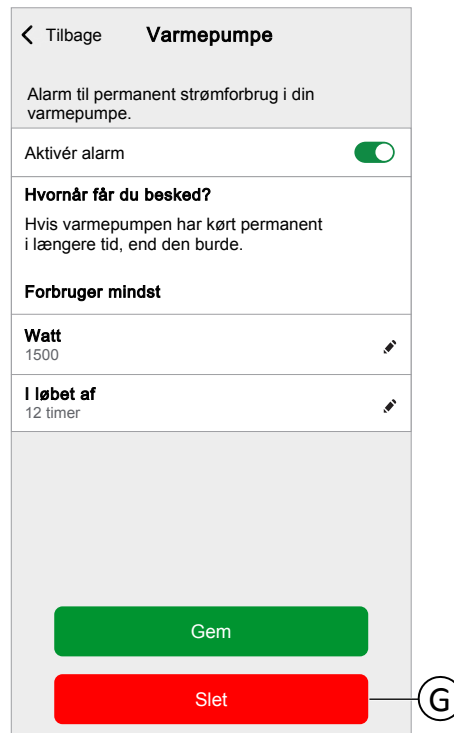 Tilbage Varmepumpe
Alarm til permanent strømforbrug i din
varmepumpe.
Aktivér alarm
Hvornår får du besked?
Hvis varmepumpen har kørt permanent
i længere tid, end den burde.
Forbruger mindst
Watt
1500
I løbet af
12 timer
Gem
Slet
G